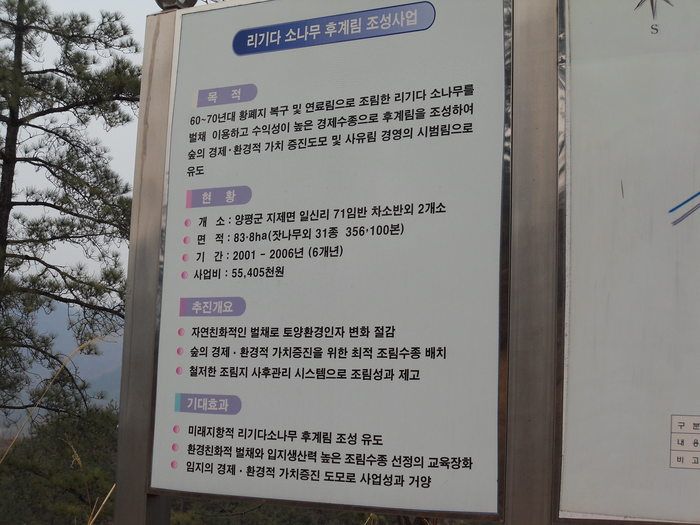 리기다 소나무 후계림 조성사업
목 적
60~70년대 황폐지 복구 및 연료림으로 조림한 리기다 소나무를
벌채 이용하고 수익성이 높은 경제수종으로 후계림을 조성하여
숲의 경제·환경적 가치 증진도모 및 사유림 경영의 시범림으로
유도
현 황
개 소 : 양평군 지제면 일신리 71임반 차소반외 2개소
면 적 : 83·8ha(잣나무외 31종 356·100본)
기 간 : 2001 - 2006년 (6개년)
사업비 : 55,405천원
추진개요
자연친화적인 벌채로 토양환경인자 변화 절감
숲의 경제·환경적 가치증진을 위한 최적 조림수종 배치
철저한 조림지 사후관리 시스템으로 조림성과 제고
기대효과
미래지향적 리기다소나무 후계림 조성 유도
환경친화적 벌채와 입지생산력 높은 조림수종 선정의 교육장화
임지의 경제·환경적 가치증진 도모로 사업성과 거양
S
구 분
내 용
비 고